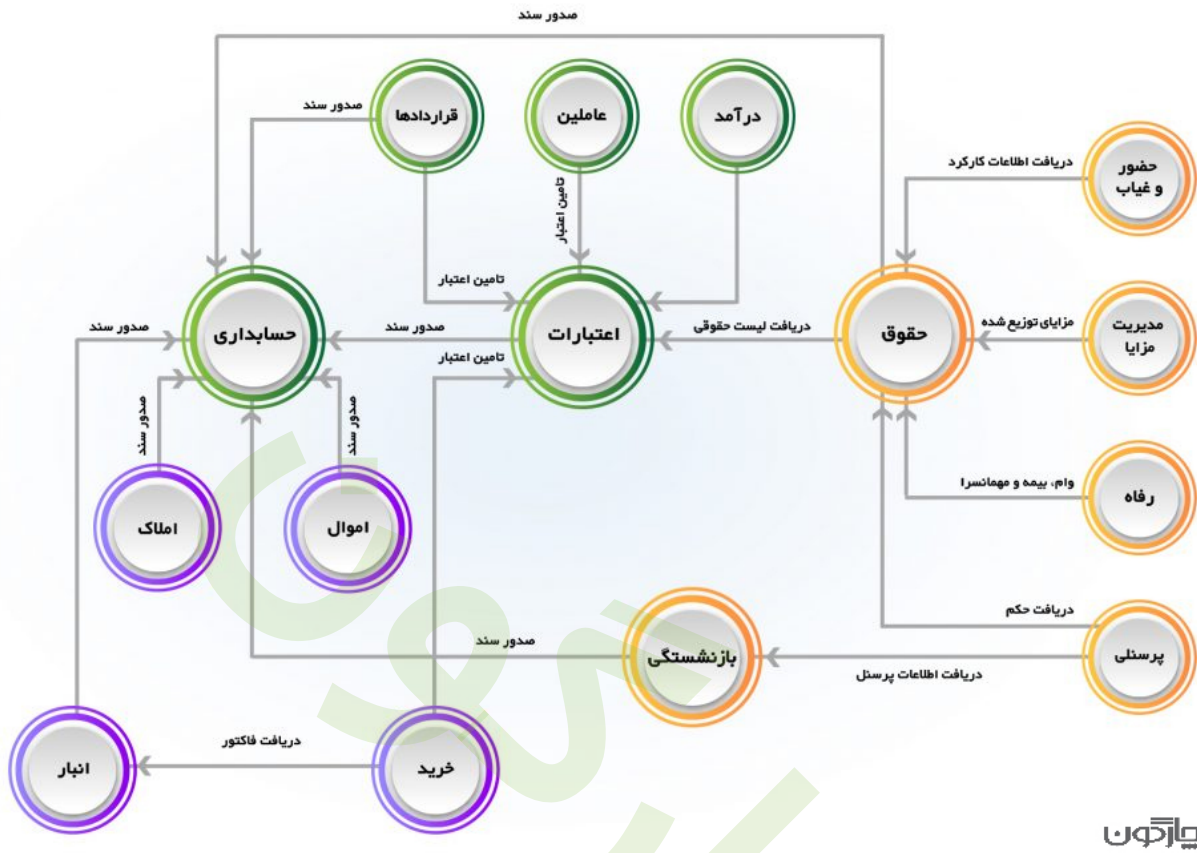 صدور سند
قراردادها
عاملین
درآمد
صدور سند
حضور
و غیاب
دریافت اطلاعات کارکرد
تامین اعتبار
تامین اعتبار
حسابداری
اعتبارات
حقوق
مدیریت
مزایا
مزایای توزیع شده
دریافت لیست حقوقی
صدور سند
صدور سند
تامین اعتبار
صدور سند
صدور سند
املاک
اموال
رفاه
وام، بیمه و مهمانسرا
دریافت حکم
پرسنلی
بازنشستگی
صدور سند
دریافت اطلاعات پرسنل
انبار
دریافت فاکتور
خرید
چارگون